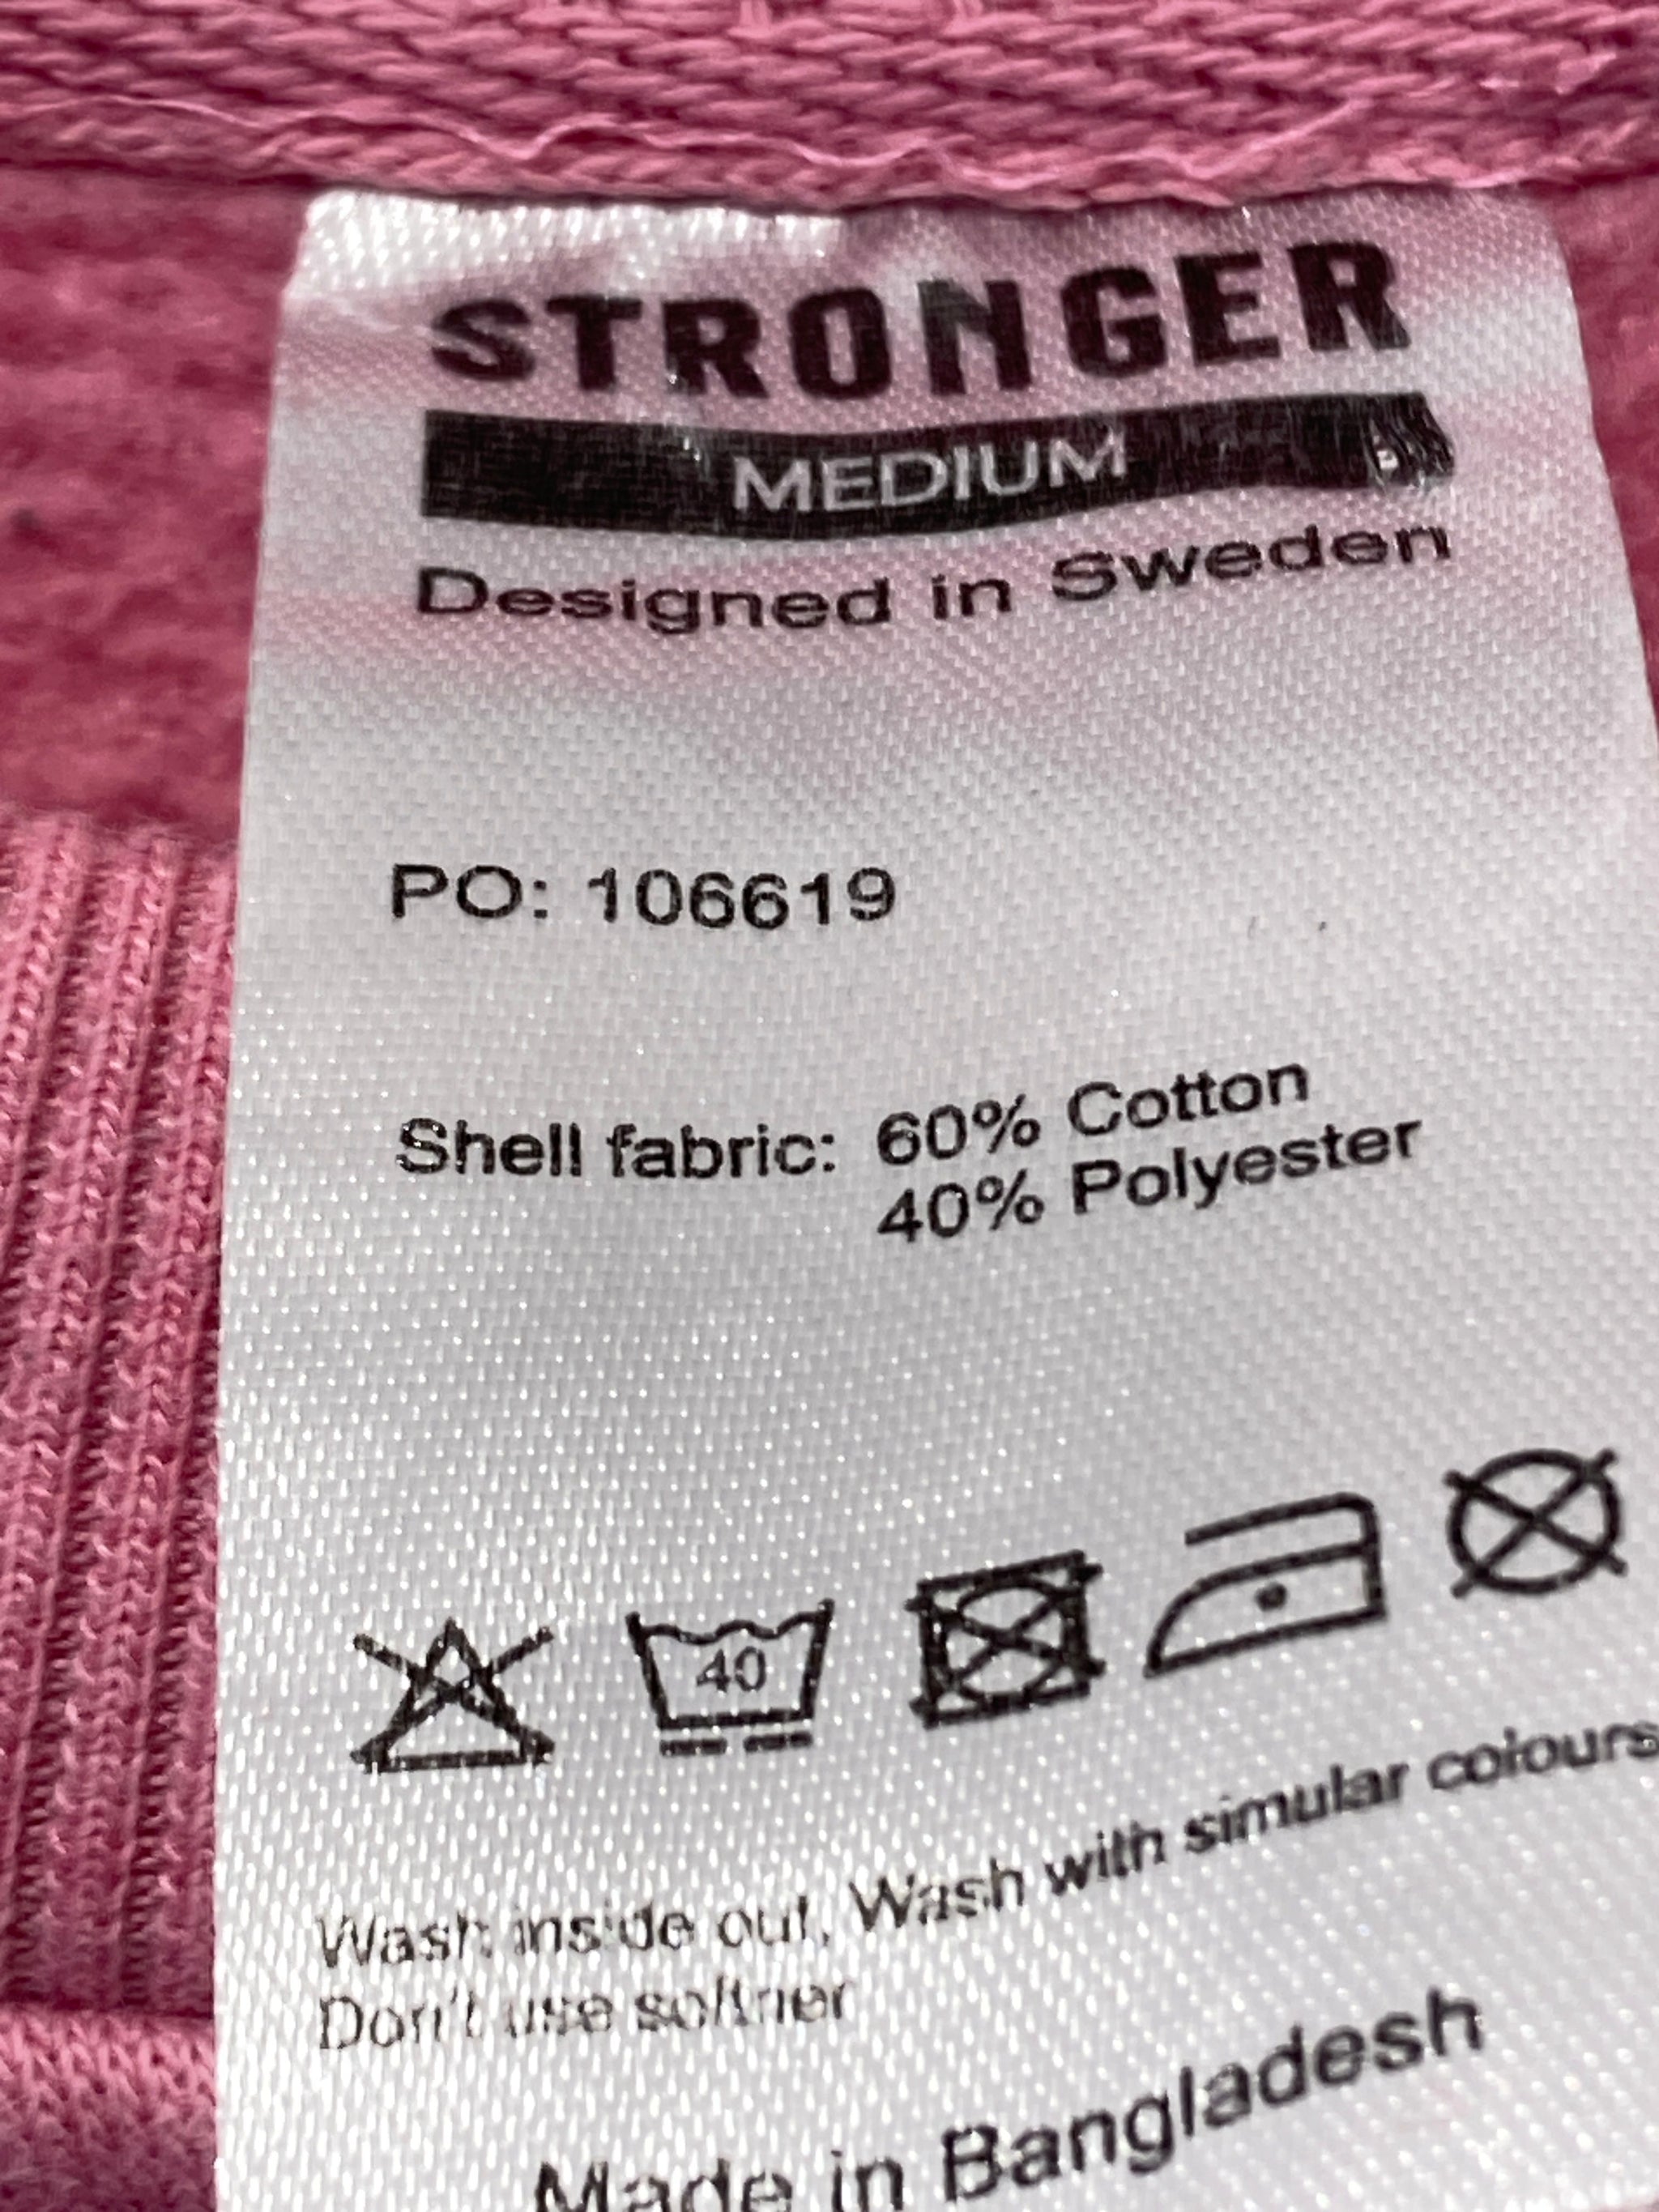 STRONGER
MEDIUM
Designed in Sweden
PO: 106619
Shell fabric: 60% Cotton
40% Polyester
40
Wash inside out, Wash with simular colours
Don't use softner
Made in Bangladesh